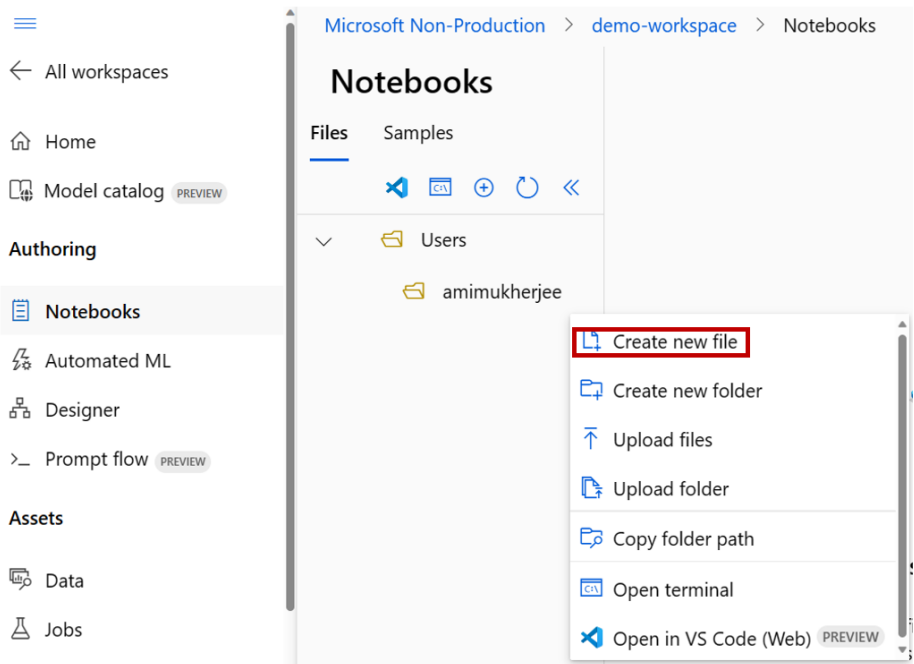 Microsoft Non-Production > demo-workspace > Notebooks
All workspaces
Home
Model catalog PREVIEW
Authoring
Notebooks
Automated ML
Designer
Prompt flow PREVIEW
Assets
Data
Jobs
Notebooks
Files Samples
Users
amimukherjee
Create new file
Create new folder
Upload files
Upload folder
Copy folder path
Open terminal
Open in VS Code (Web) PREVIEW